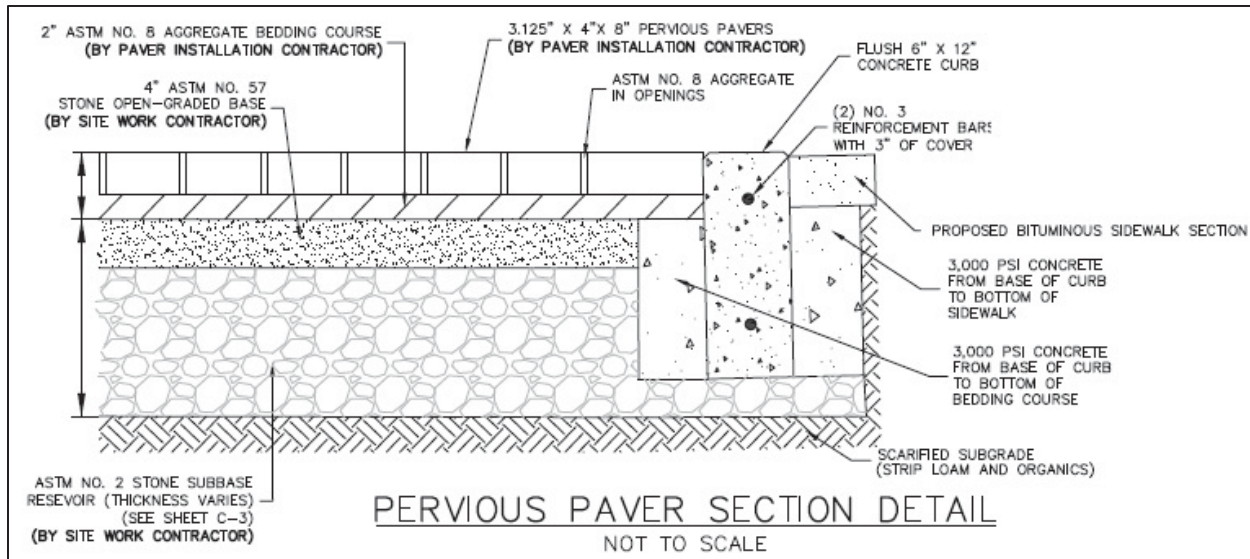 2" ASTM NO. 8 AGGREGATE BEDDING COURSE
(BY PAVER INSTALLATION CONTRACTOR)
3.125" X 4"X 8" PERVIOUS PAVERS
(BY PAVER INSTALLATION CONTRACTOR)
FLUSH 6" X 12"
CONCRETE CURB
4" ASTM NO. 57
STONE OPEN-GRADED BASE
(BY SITE WORK CONTRACTOR)
ASTM NO. 8 AGGREGATE
IN OPENINGS
(2) NO. 3
REINFORCEMENT BARS
WITH 3" OF COVER
PROPOSED BITUMINOUS SIDEWALK SECTION
3,000 PSI CONCRETE
FROM BASE OF CURB
TO BOTTOM OF
SIDEWALK
3,000 PSI CONCRETE
FROM BASE OF CURB
TO BOTTOM OF
BEDDING COURSE
SCARIFIED SUBGRADE
(STRIP LOAM AND ORGANICS)
ASTM NO. 2 STONE SUBBASE
RESEVOIR (THICKNESS VARIES)
(SEE SHEET C-3)
(BY SITE WORK CONTRACTOR)
PERVIOUS PAVER SECTION DETAIL
NOT TO SCALE